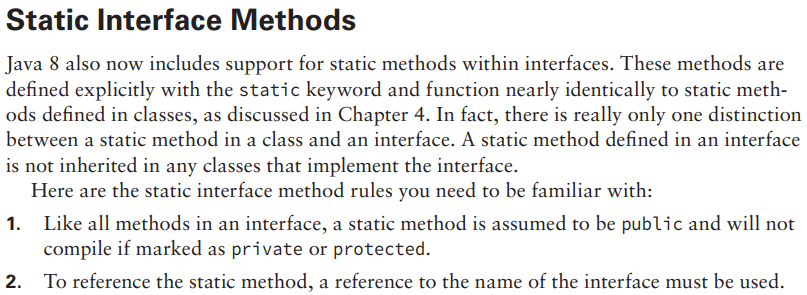 Static Interface Methods
Java 8 also now includes support for static methods within interfaces. These methods are
defined explicitly with the static keyword and function nearly identically to static meth-
ods defined in classes, as discussed in Chapter 4. In fact, there is really only one distinction
between a static method in a class and an interface. A static method defined in an interface
is not inherited in any classes that implement the interface.
Here are the static interface method rules you need to be familiar with:
1. Like all methods in an interface, a static method is assumed to be public and will not
compile if marked as private or protected.
2. To reference the static method, a reference to the name of the interface must be used.